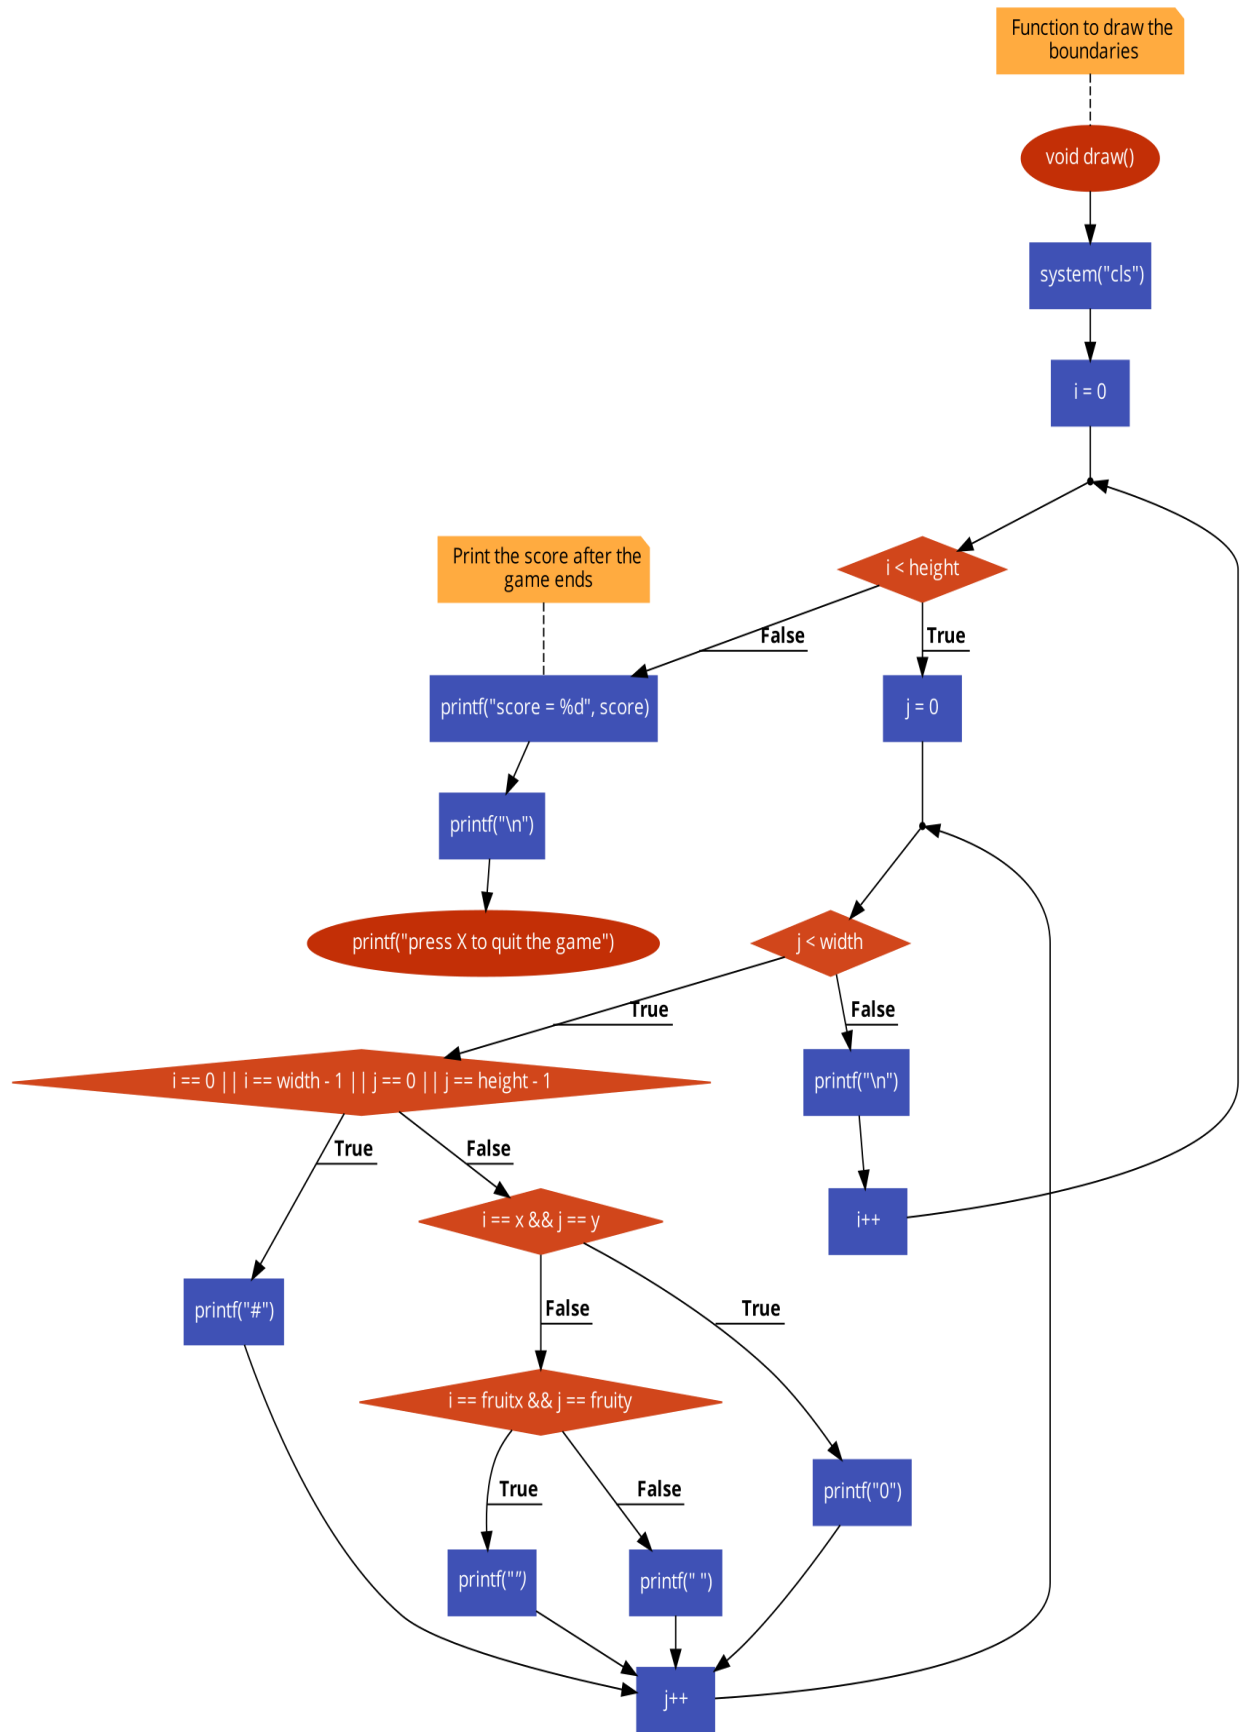 Function to draw the
boundaries
void draw()
system("cls")
i = 0
i < height
Print the score after the
game ends
False
True
printf("score = %d", score)
j = 0
printf("\n")
printf("press X to quit the game")
j < width
True
False
i == 0 || i == width - 1 || j == 0 || j == height - 1
printf("\n")
True
False
i == x && j == y
i++
printf("#")
False
True
i == fruitx && j == fruity
True
False
printf("0")
printf("")
printf(" ")
j++